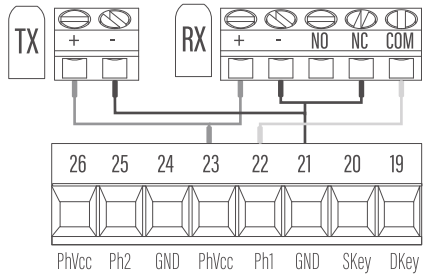 TX + - RX + - NO NC COM
26 25 24 23 22 21 20 19
PhVcc Ph2 GND PhVcc Ph1 GND SKey DKey